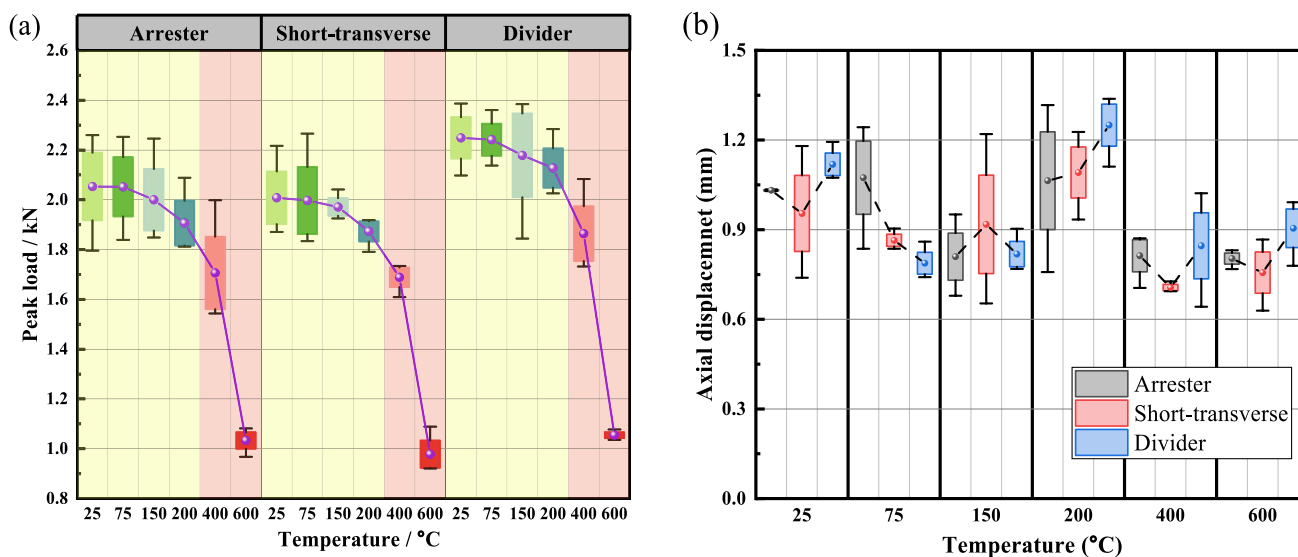 (a)
Arrester Short-transverse Divider
2.6
2.4
2.2
2.0
1.8
1.6
1.4
1.2
1.0
0.8
Peak load / kN
25 75 150 200 400 600 25 75 150 200 400 600 25 75 150 200 400 600
Temperature / °C
(b)
1.5
1.2
0.9
0.6
0.3
0.0
Axial displacemnet (mm)
Arrester
Short-transverse
Divider
25 75 150 200 400 600
Temperature (°C)